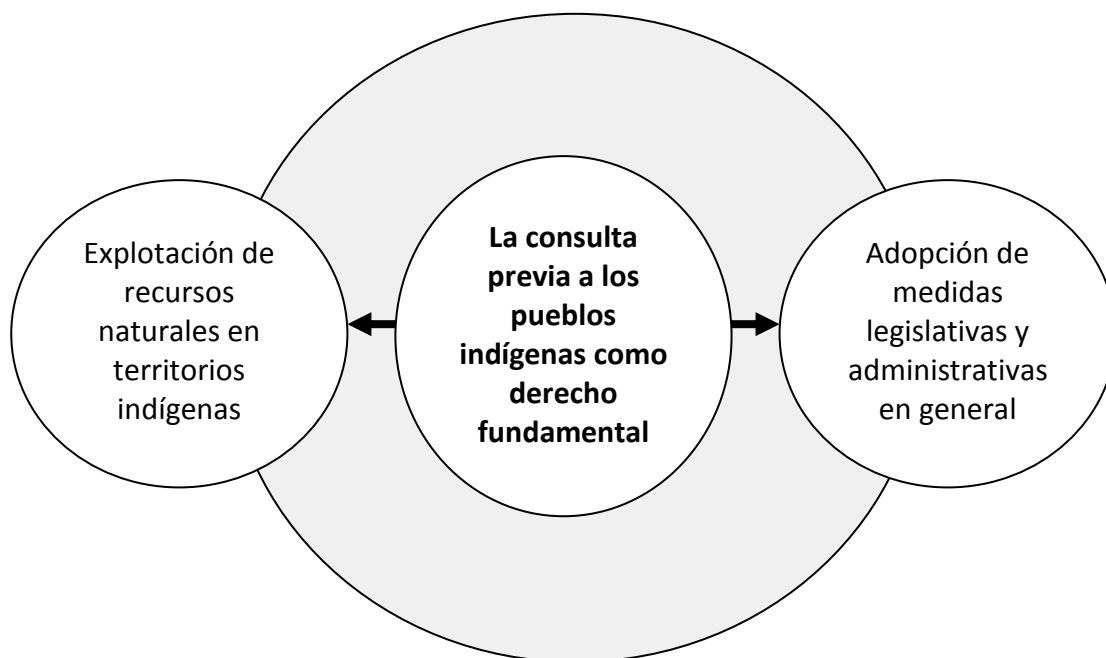 Explotación de
recursos
naturales en
territorios
indígenas
La consulta
previa a los
pueblos
indígenas como
derecho
fundamental
Adopción de
medidas
legislativas y
administrativas
en general